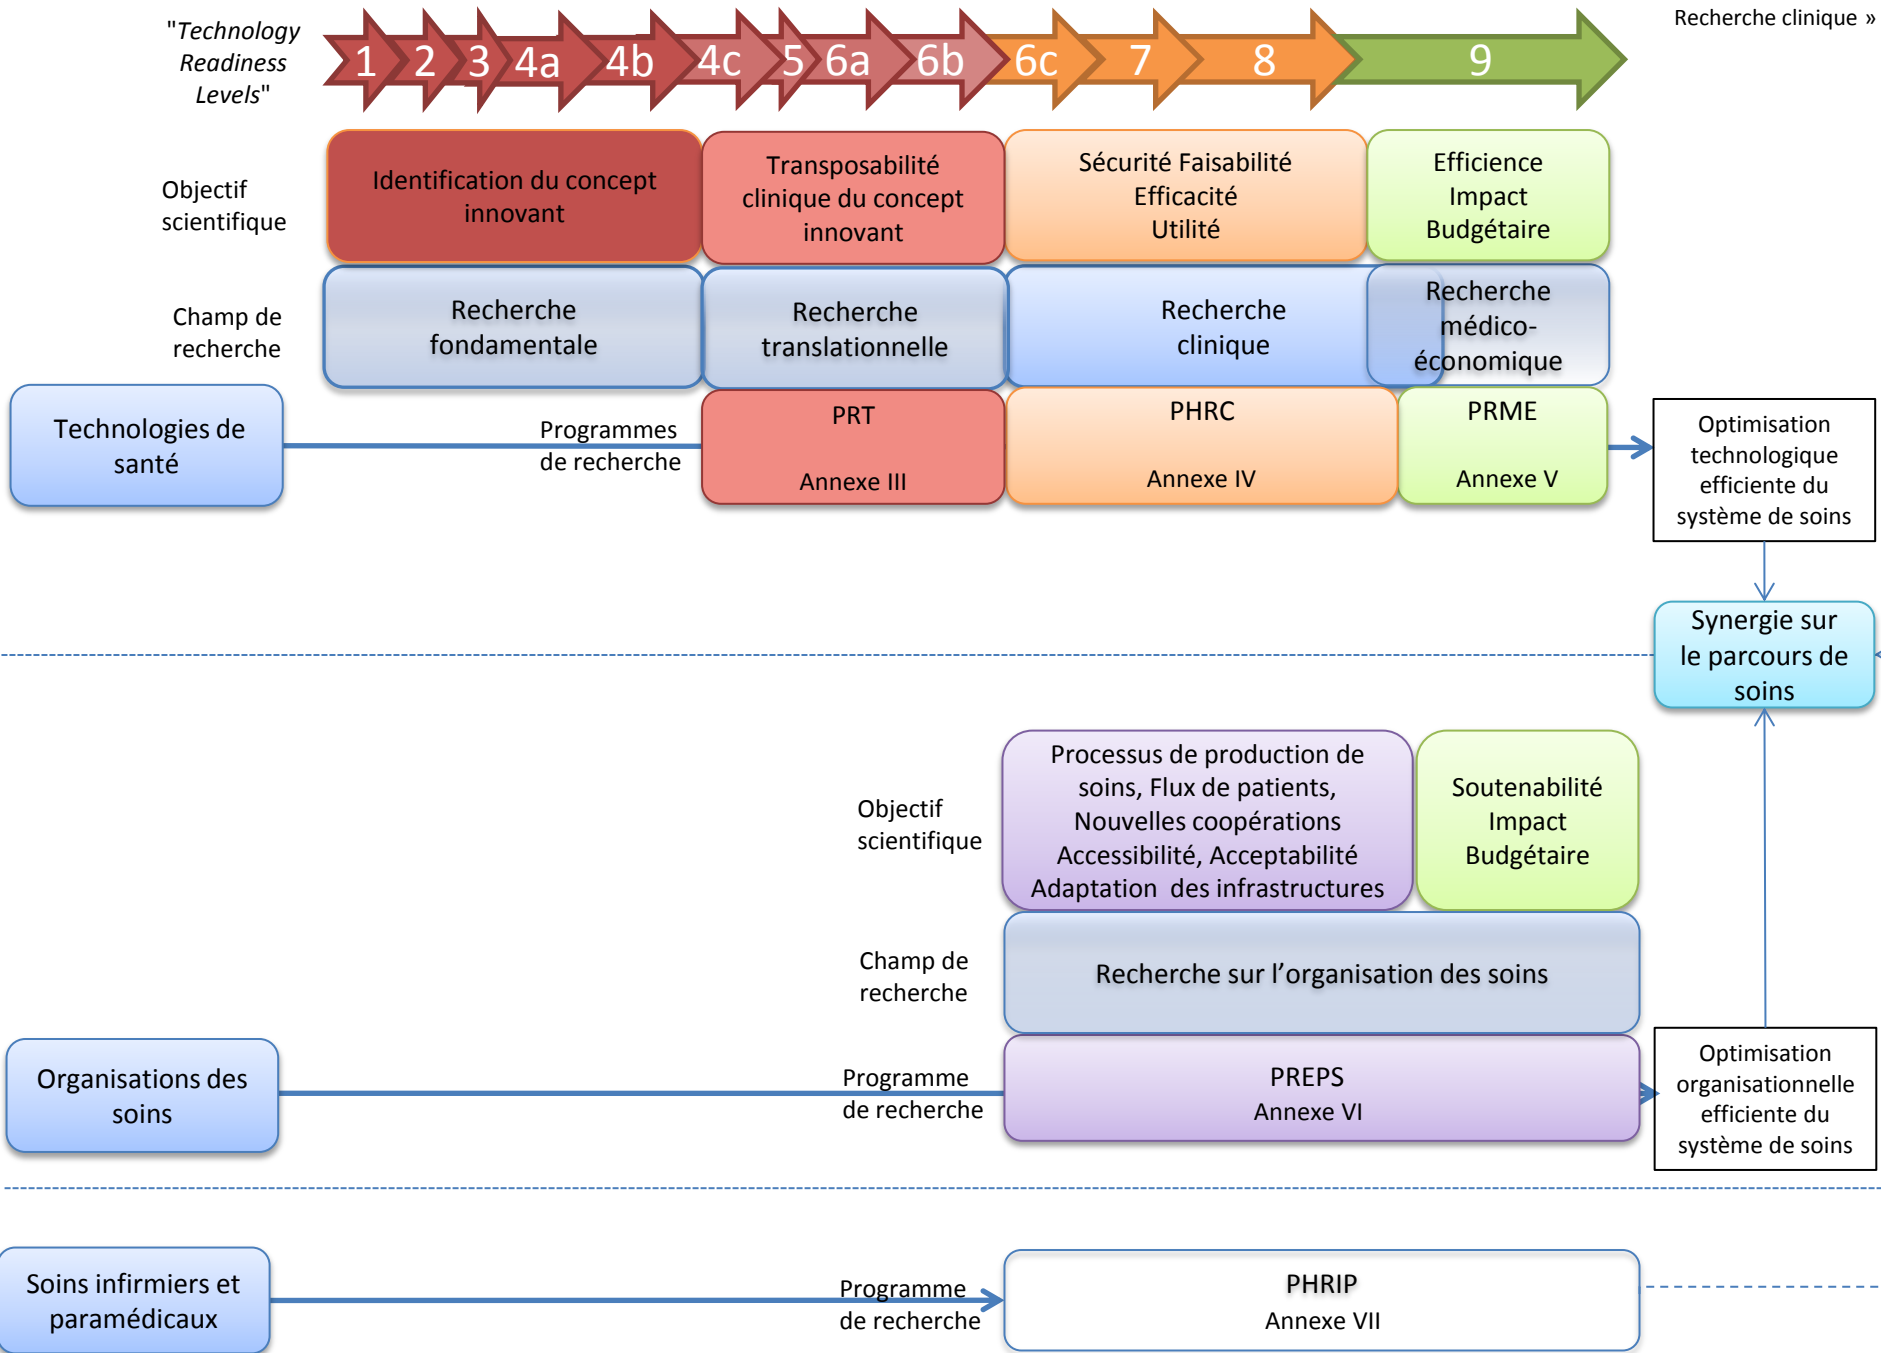 Recherche clinique »
"Technology
Readiness
Levels"
1 2 3 4a 4b 4c 5 6a 6b 6c 7 8 9
Objectif
scientifique
Identification du concept
innovant
Transposabilité
clinique du concept
innovant
Sécurité Faisabilité
Efficacité
Utilité
Efficience
Impact
Budgétaire
Champ de
recherche
Recherche
fondamentale
Recherche
translationnelle
Recherche
clinique
Recherche
médico-
économique
Technologies de
santé
Programmes
de recherche
PRT
Annexe III
PHRC
Annexe IV
PRME
Annexe V
Optimisation
technologique
efficiente du
système de soins
Synergie sur
le parcours de
soins
Objectif
scientifique
Processus de production de
soins, Flux de patients,
Nouvelles coopérations
Accessibilité, Acceptabilité
Adaptation des infrastructures
Soutenabilité
Impact
Budgétaire
Champ de
recherche
Recherche sur l'organisation des soins
Organisations des
soins
Programme
de recherche
PREPS
Annexe VI
Optimisation
organisationnelle
efficiente du
système de soins
Soins infirmiers et
paramédicaux
Programme
de recherche
PHRIP
Annexe VII